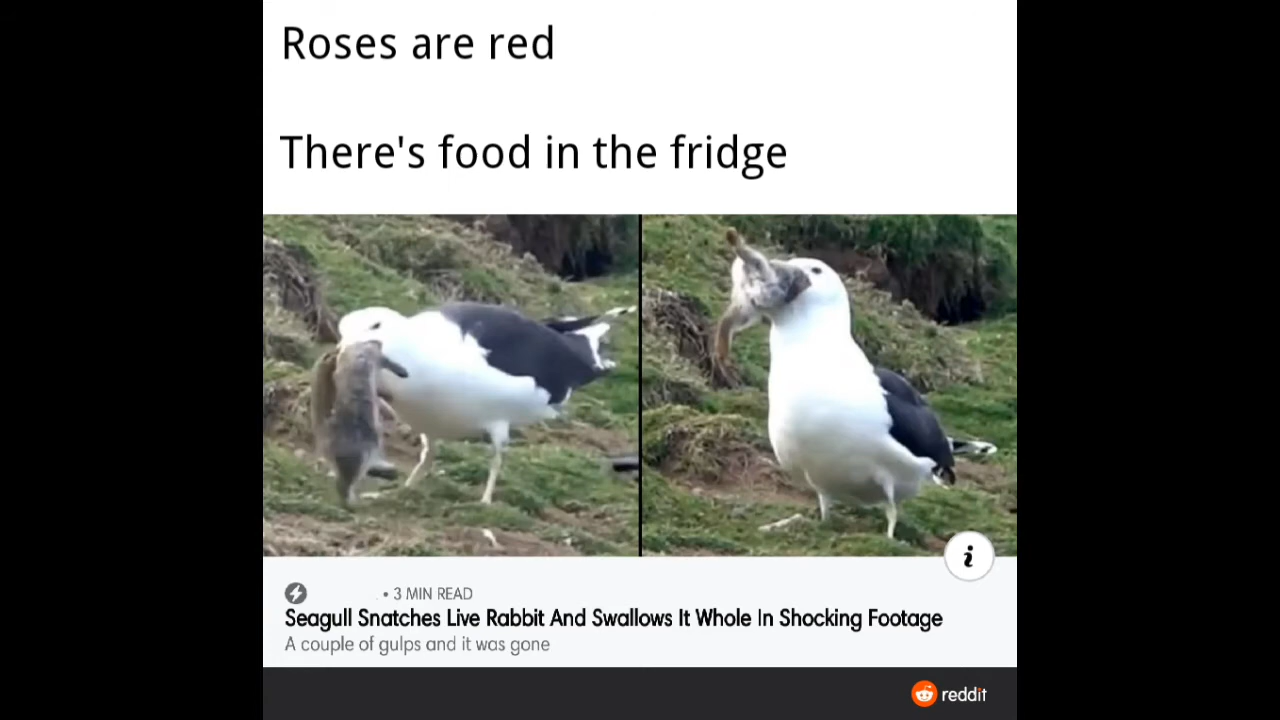 Roses are red
There's food in the fridge
i
• 3 MIN READ
Seagull Snatches Live Rabbit And Swallows It Whole In Shocking Footage
A couple of gulps and it was gone
reddit